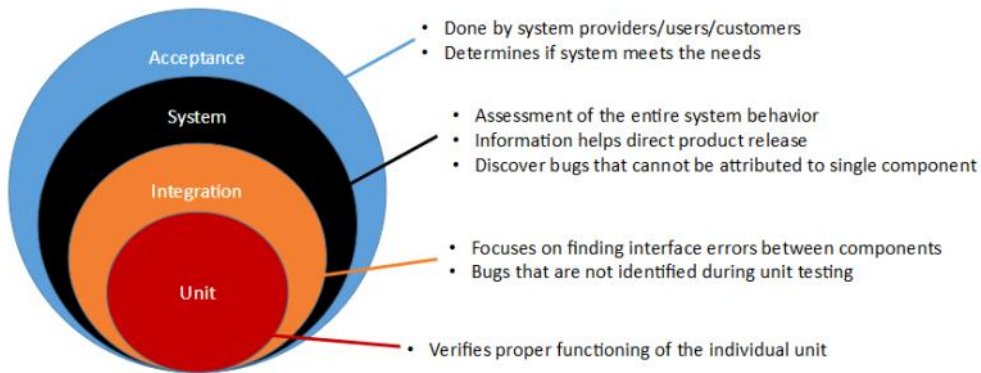 Acceptance
• Done by system providers/users/customers
• Determines if system meets the needs
System
• Assessment of the entire system behavior
• Information helps direct product release
• Discover bugs that cannot be attributed to single component
Integration
• Focuses on finding interface errors between components
• Bugs that are not identified during unit testing
Unit
• Verifies proper functioning of the individual unit